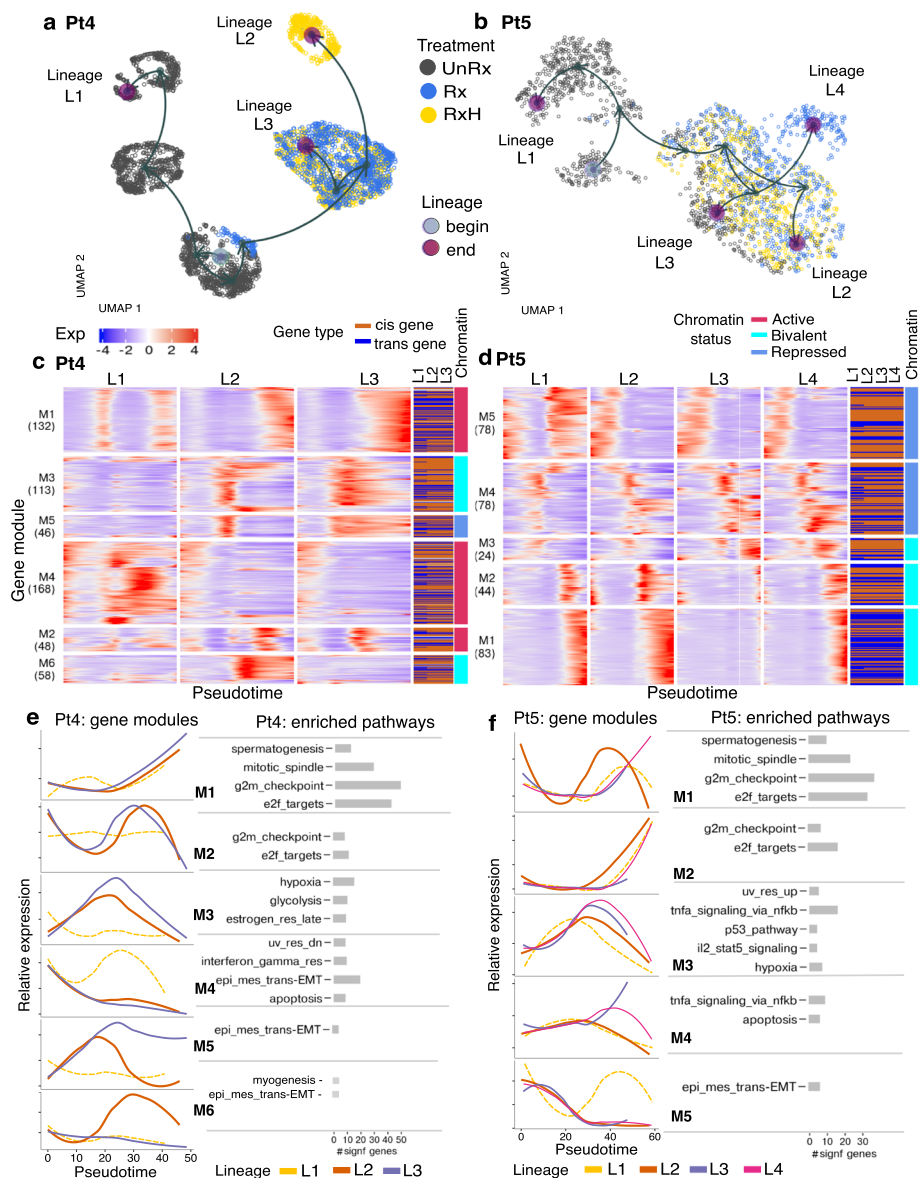 a Pt4
Lineage
L2
Lineage
L1
Lineage
L3
Treatment
UnRx
Rx
RxH
Lineage
begin
end
UMAP 2
UMAP 1
b Pt5
Lineage
L4
Lineage
L1
Lineage
L3
Lineage
L2
UMAP 2
UMAP 1
Exp
-4 -2 0 2 4
Gene type
cis gene
trans gene
Chromatin
status
Active
Bivalent
Repressed
c Pt4
L1 L2 L3
L1 L2 L3
Chromatin
Gene module
M1
(132)
M3
(113)
M5
(46)
M4
(168)
M2
(48)
M6
(58)
Pseudotime
d Pt5
L1 L2 L3 L4
L1 L2 L3 L4
Chromatin
M5
(78)
M4
(78)
M3
(24)
M2
(44)
M1
(83)
Pseudotime
e Pt4: gene modules
Pt4: enriched pathways
Relative expression
spermatogenesis
mitotic_spindle
g2m_checkpoint
e2f_targets
M1
g2m_checkpoint
e2f_targets
M2
hypoxia
glycolysis
estrogen_res_late
M3
uv_res_dn
interferon_gamma_res
epi_mes_trans-EMT
apoptosis
M4
epi_mes_trans-EMT
M5
myogenesis
epi_mes_trans-EMT
M6
0 10 20 30 40 50
Pseudotime
0 10 20 30 40 50
# signf genes
Lineage L1 L2 L3
f Pt5: gene modules
Pt5: enriched pathways
Relative expression
spermatogenesis
mitotic_spindle
g2m_checkpoint
e2f_targets
M1
g2m_checkpoint
e2f_targets
M2
uv_res_up
tnfa_signaling_via_nfkb
p53_pathway
il2_stat5_signaling
hypoxia
M3
tnfa_signaling_via_nfkb
apoptosis
M4
epi_mes_trans-EMT
M5
0 20 40 60
Pseudotime
0 10 20 30
# signf genes
Lineage L1 L2 L3 L4